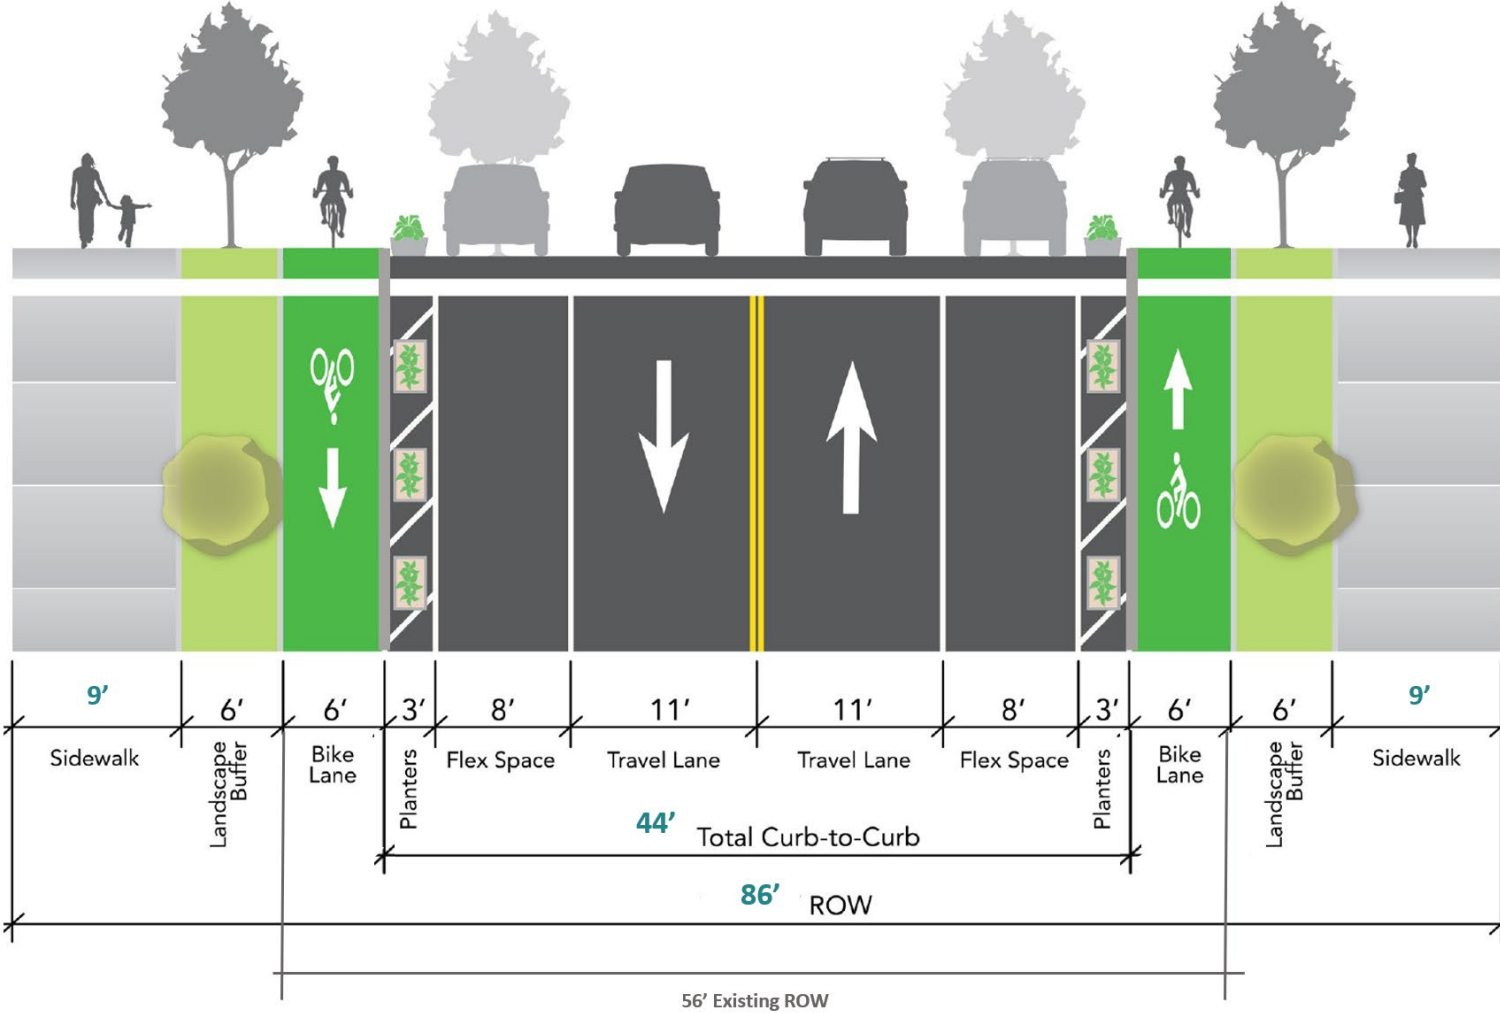 9’ 6’ 6’ 3’ 8’ 11’ 11’ 8’ 3’ 6’ 6’ 9’
Sidewalk
Landscape
Buffer
Bike
Lane
Planters
Flex Space
Travel Lane
Travel Lane
Flex Space
Planters
Bike
Lane
Landscape
Buffer
Sidewalk
44’ Total Curb-to-Curb
86’ ROW
56’ Existing ROW